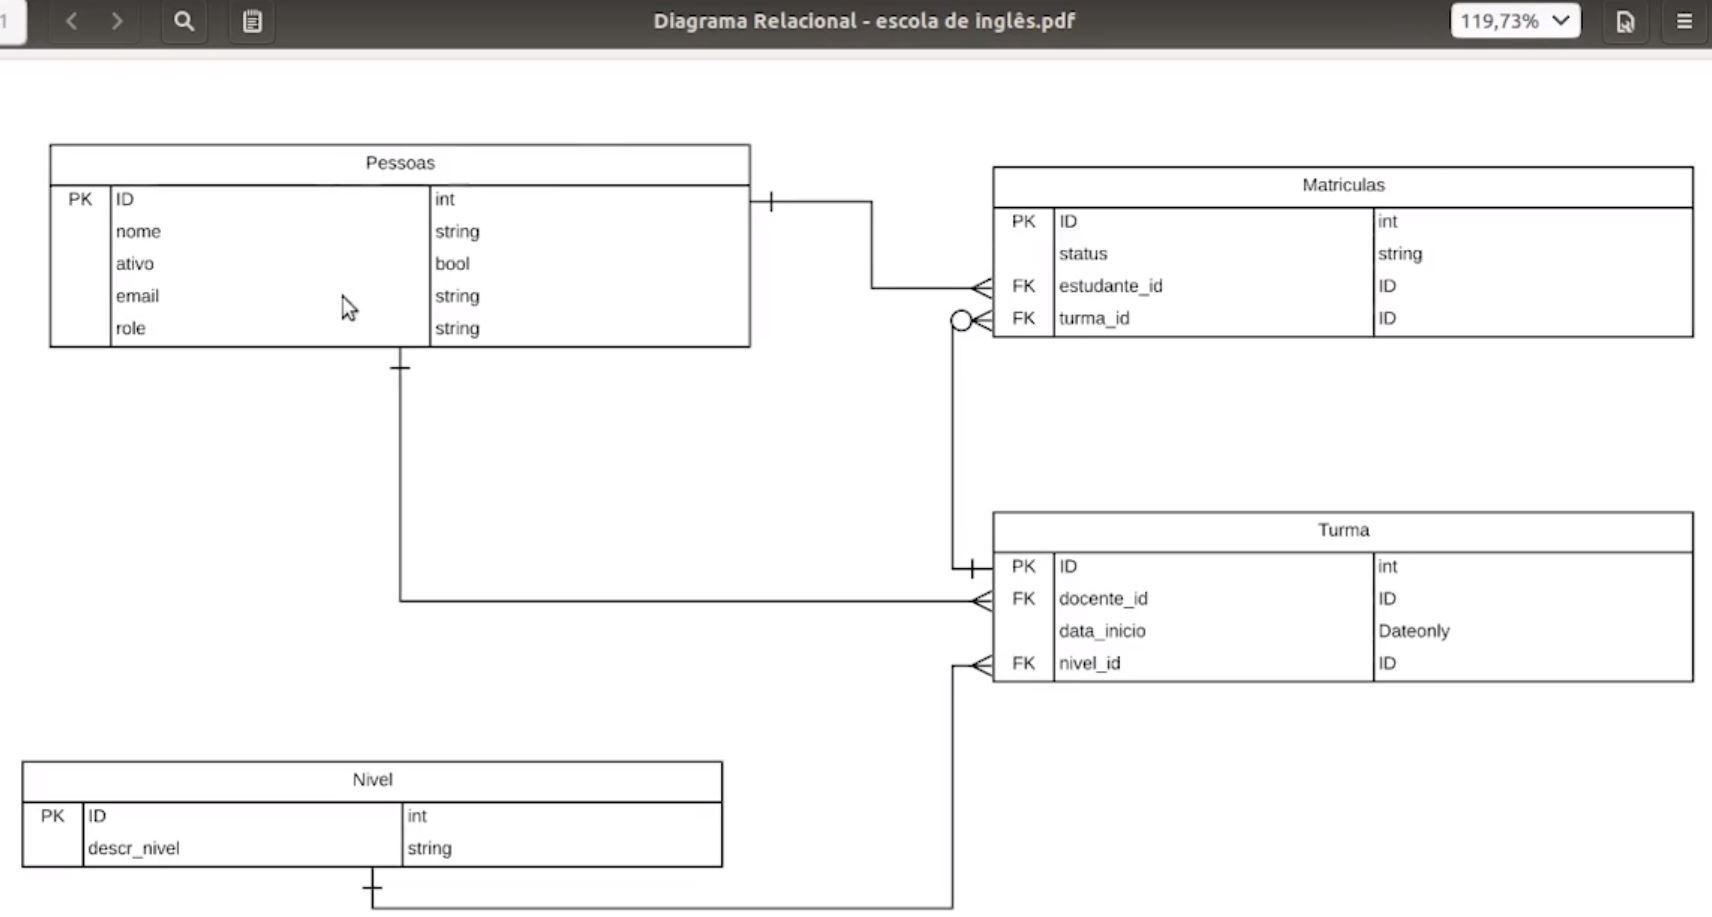 1
Diagrama Relacional - escola de inglês.pdf
119,73%
Pessoas
PK ID int
nome string
ativo bool
email string
role string
Matriculas
PK ID int
status string
FK estudante_id ID
FK turma_id ID
Turma
PK ID int
FK docente_id ID
data_inicio Dateonly
FK nivel_id ID
Nivel
PK ID int
descr_nivel string